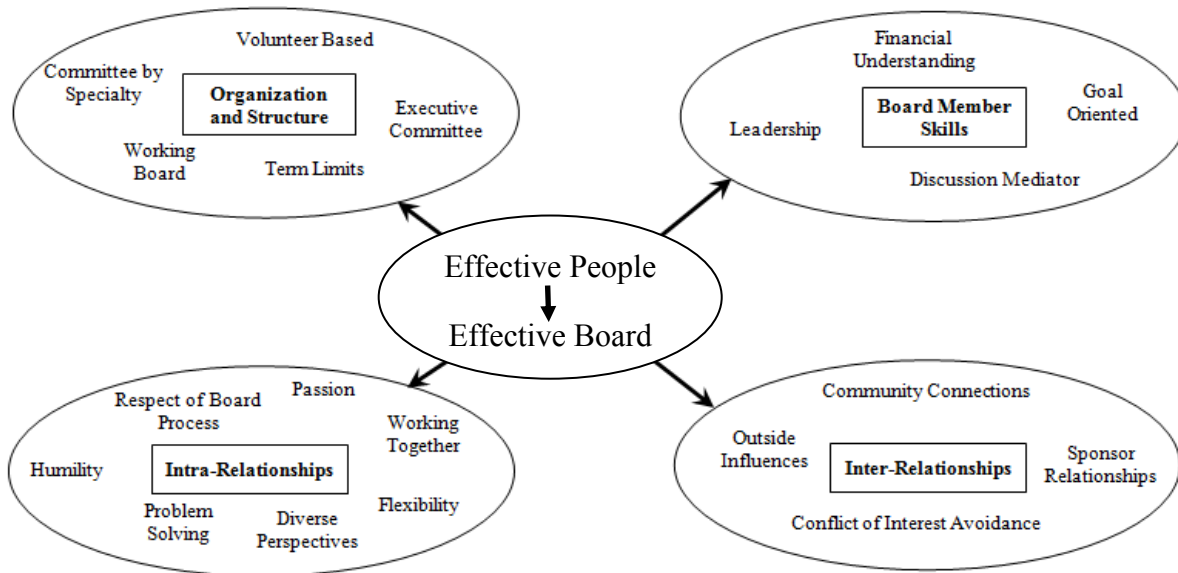 Volunteer Based
Committee by
Specialty
Organization
and Structure
Executive
Committee
Working
Board
Term Limits
Financial
Understanding
Goal
Oriented
Board Member
Skills
Leadership
Discussion Mediator
Effective People
Effective Board
Passion
Respect of Board
Process
Working
Together
Humility
Intra-Relationships
Flexibility
Problem
Solving
Diverse
Perspectives
Community Connections
Outside
Influences
Inter-Relationships
Sponsor
Relationships
Conflict of Interest Avoidance